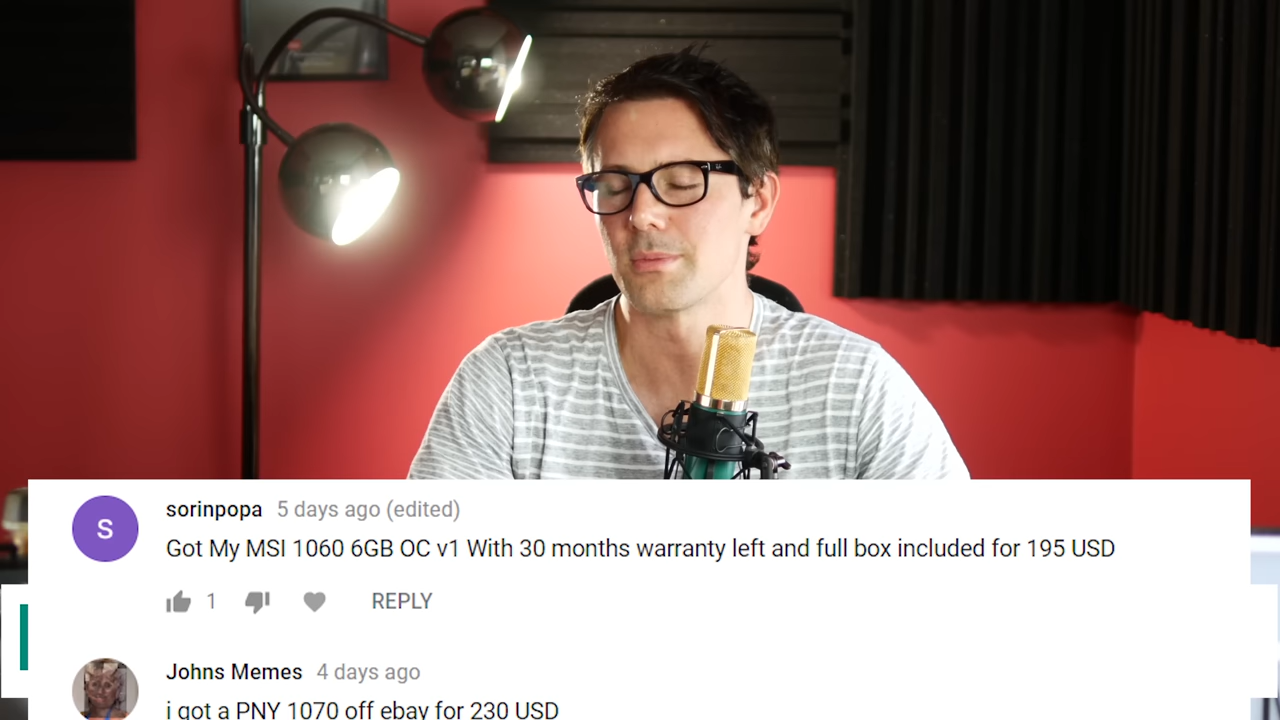 S
sorinpopa 5 days ago (edited)
Got My MSI 1060 6GB OC v1 With 30 months warranty left and full box included for 195 USD
1 REPLY
Johns Memes 4 days ago
i got a PNY 1070 off ebay for 230 USD